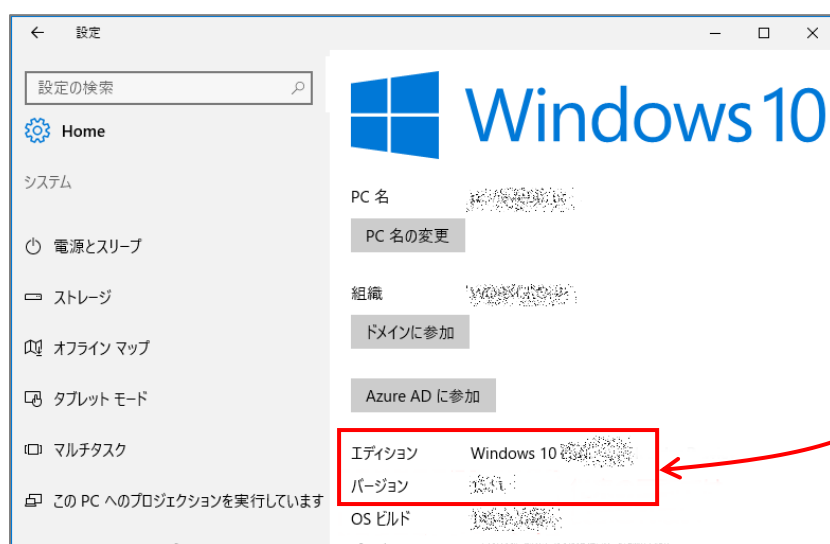 設定
設定の検索
Home
システム
電源とスリープ
ストレージ
オフライン マップ
タブレット モード
マルチタスク
この PC へのプロジェクションを実行しています
Windows 10
PC 名
PC 名の変更
組織
ドメインに参加
Azure AD に参加
エディション Windows 10
バージョン
OS ビルド